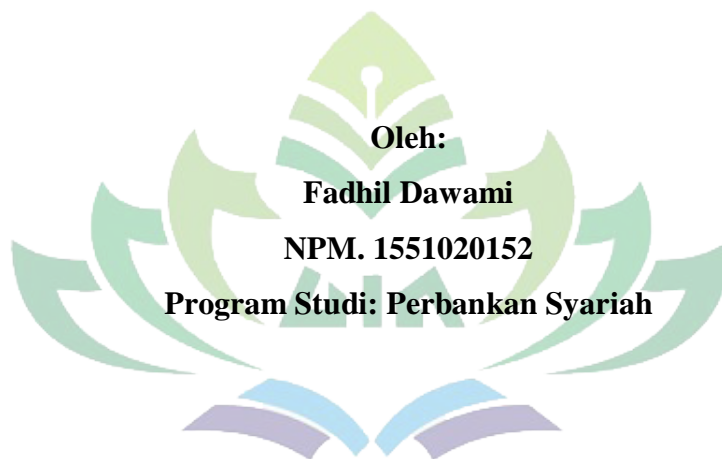 Oleh:
Fadhil Dawami
NPM. 1551020152
Program Studi: Perbankan Syariah